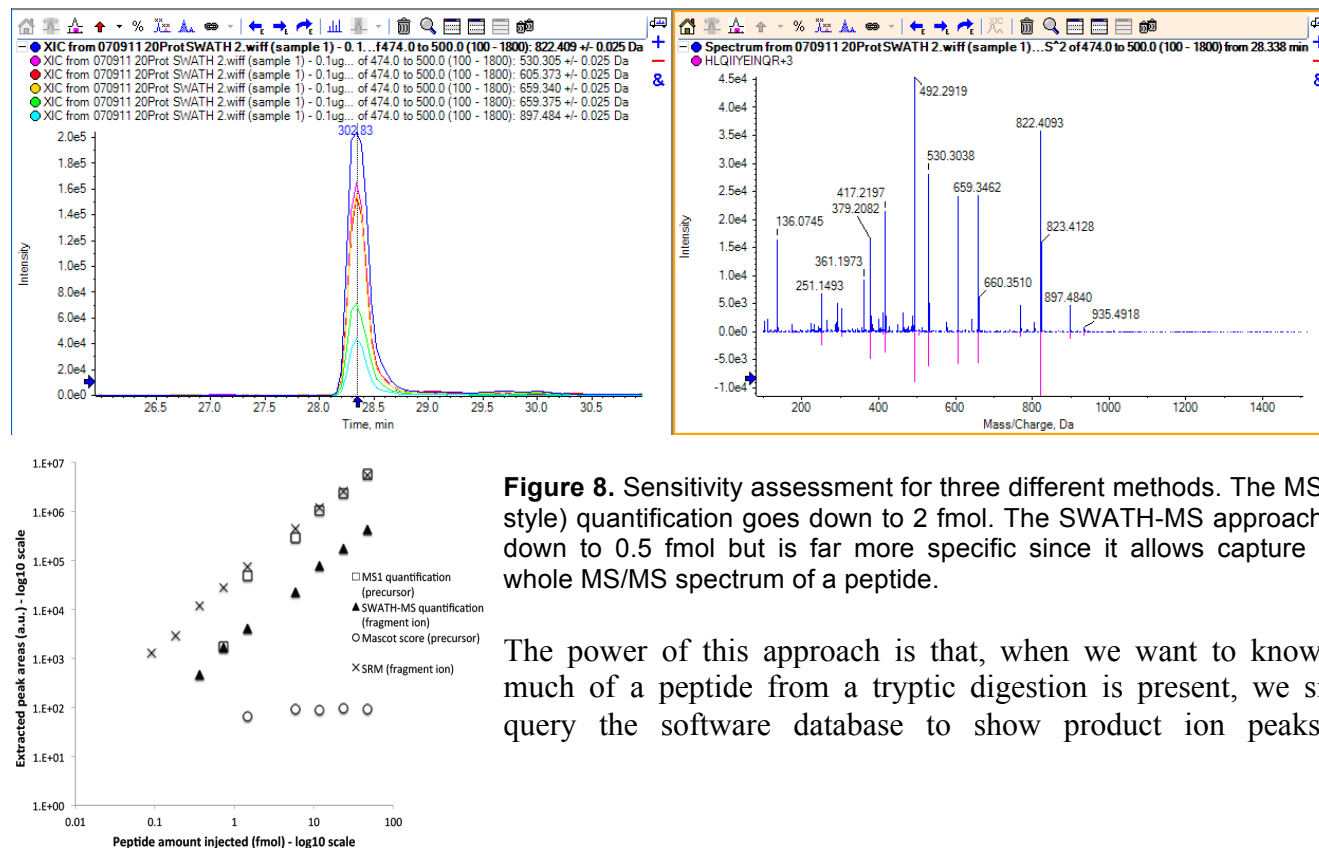 XIC from 070911 20ProtSWATH 2.wiff (sample 1) - 0.1...f474.0 to 500.0 (100 - 1800): 822.409 +/- 0.025 Da
XIC from 070911 20Prot SWATH 2.wiff (sample 1) - 0.1ug... of 474.0 to 500.0 (100 - 1800): 530.305 +/- 0.025 Da
XIC from 070911 20Prot SWATH 2.wiff (sample 1) - 0.1ug... of 474.0 to 500.0 (100 - 1800): 605.373 +/- 0.025 Da
XIC from 070911 20Prot SWATH 2.wiff (sample 1) - 0.1ug... of 474.0 to 500.0 (100 - 1800): 659.340 +/- 0.025 Da
XIC from 070911 20Prot SWATH 2.wiff (sample 1) - 0.1ug... of 474.0 to 500.0 (100 - 1800): 659.375 +/- 0.025 Da
XIC from 070911 20Prot SWATH 2.wiff (sample 1) - 0.1ug... of 474.0 to 500.0 (100 - 1800): 897.484 +/- 0.025 Da
302.83
2.0e5
1.8e5
1.6e5
1.4e5
1.2e5
1.0e5
8.0e4
6.0e4
4.0e4
2.0e4
0.0e0
Intensity
26.5 27.0 27.5 28.0 28.5 29.0 29.5 30.0 30.5
Time, min
Spectrum from 070911 20ProtSWATH 2.wiff (sample 1)...S^2 of 474.0 to 500.0 (100 - 1800) from 28.338 min
HLQIIYEINQR+3
4.5e4
4.0e4
3.5e4
3.0e4
2.5e4
2.0e4
1.5e4
1.0e4
5.0e3
0.0e0
-5.0e3
-1.0e4
Intensity
492.2919
822.4093
530.3038
659.3462
417.2197
379.2082
136.0745
823.4128
361.1973
251.1493
660.3510
897.4840
935.4918
200 400 600 800 1000 1200 1400
Mass/Charge, Da
1.E+07
1.E+06
1.E+05
1.E+04
1.E+03
1.E+02
1.E+01
1.E+00
Extracted peak areas (a.u.) - log10 scale
MS1 quantification
(precursor)
SWATH-MS quantification
(fragment ion)
Mascot score (precursor)
SRM (fragment ion)
0.01 0.1 1 10 100
Peptide amount injected (fmol) - log10 scale
Figure 8. Sensitivity assessment for three different methods. The MS
style) quantification goes down to 2 fmol. The SWATH-MS approach
down to 0.5 fmol but is far more specific since it allows capture
whole MS/MS spectrum of a peptide.
The power of this approach is that, when we want to know
much of a peptide from a tryptic digestion is present, we
query the software database to show product ion peaks